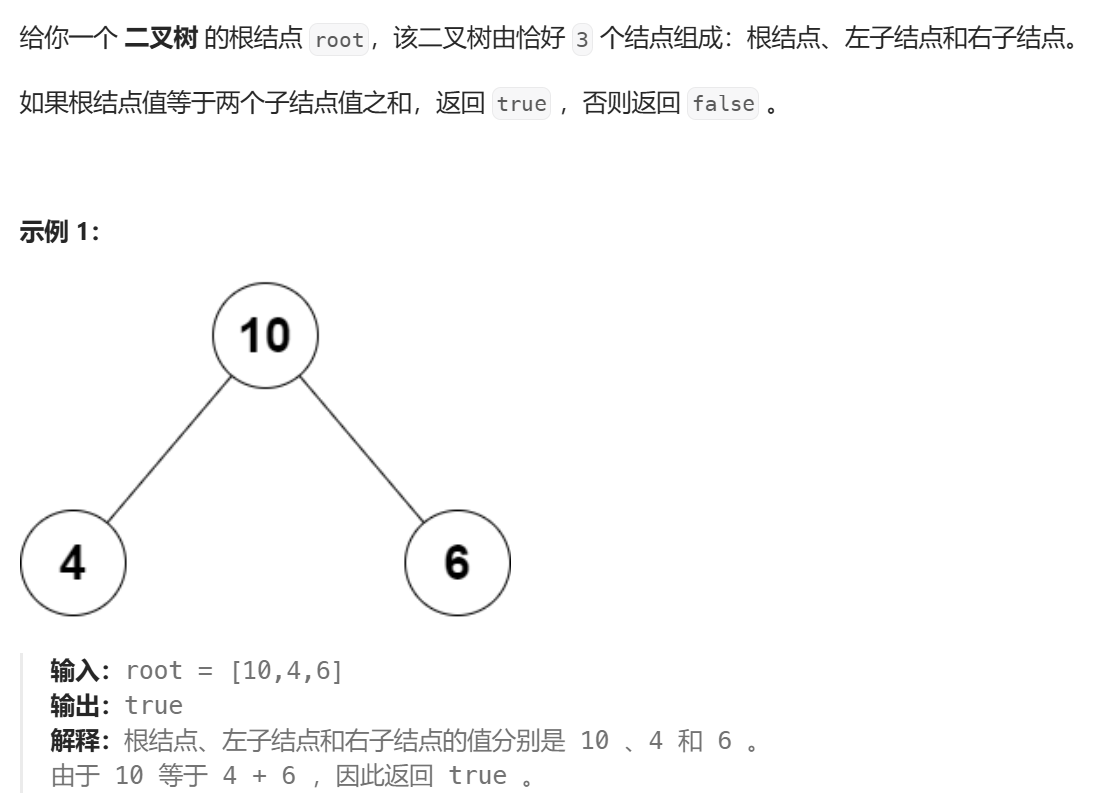 给你一个 二叉树 的根结点 root，该二叉树由恰好 3 个结点组成：根结点、左子结点和右子结点。
如果根结点值等于两个子结点值之和，返回 true ，否则返回 false 。
示例 1：
10
4
6
输入：root = [10,4,6]
输出：true
解释：根结点、左子结点和右子结点的值分别是 10 、4 和 6 。
由于 10 等于 4 + 6 ，因此返回 true 。